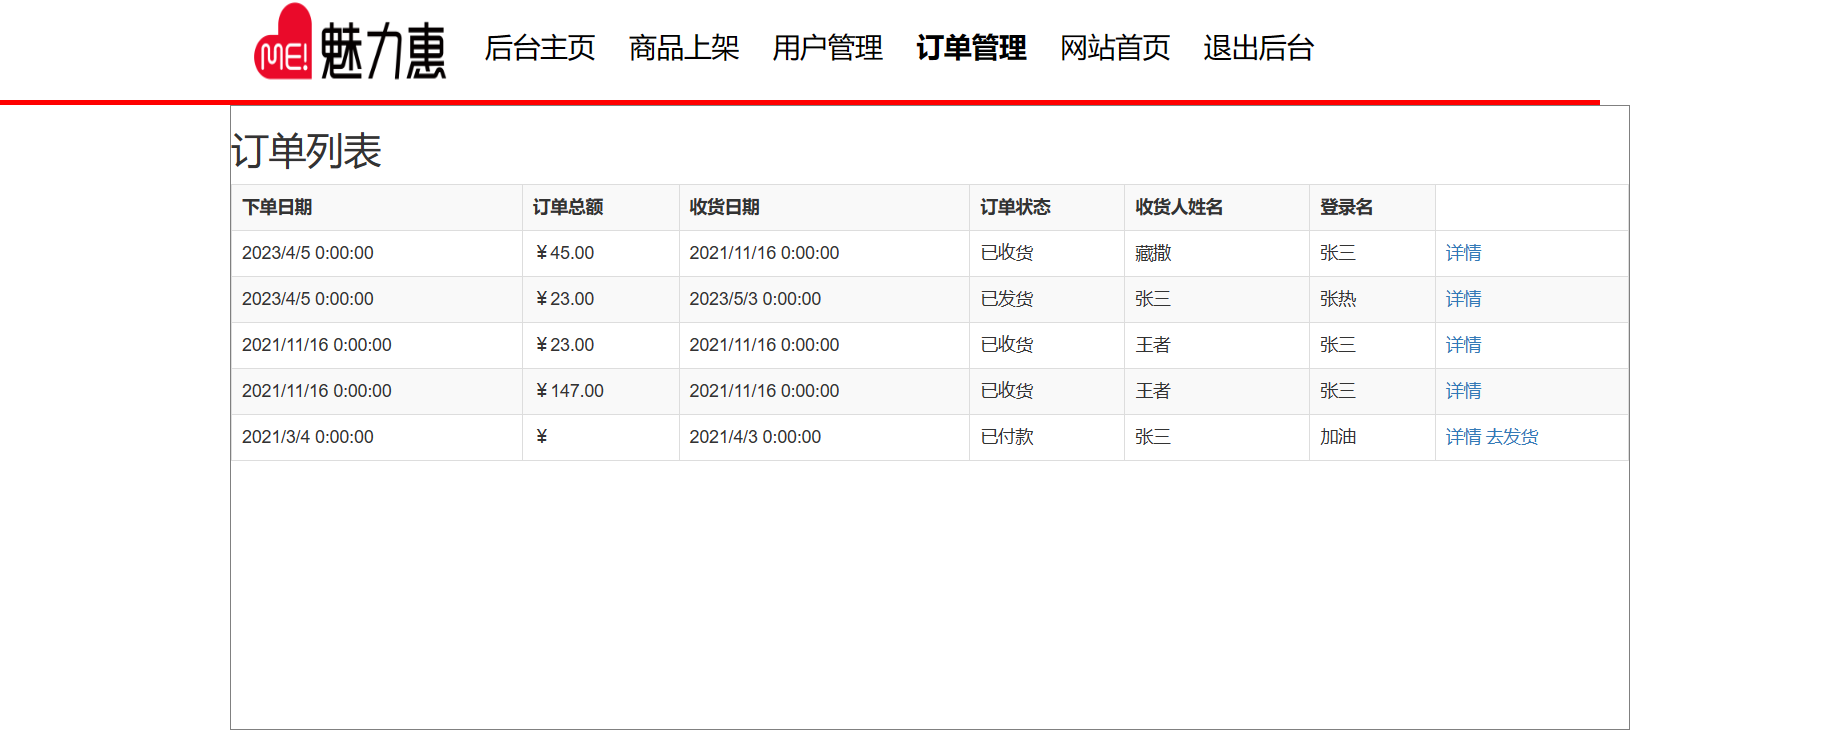 ME! 魅力惠 后台主页 商品上架 用户管理 订单管理 网站首页 退出后台
订单列表
下单日期 订单总额 收货日期 订单状态 收货人姓名 登录名
2023/4/5 0:00:00 ￥45.00 2021/11/16 0:00:00 已收货 藏撒 张三 详情
2023/4/5 0:00:00 ￥23.00 2023/5/3 0:00:00 已发货 张三 张热 详情
2021/11/16 0:00:00 ￥23.00 2021/11/16 0:00:00 已收货 王者 张三 详情
2021/11/16 0:00:00 ￥147.00 2021/11/16 0:00:00 已收货 王者 张三 详情
2021/3/4 0:00:00 ￥ 2021/4/3 0:00:00 已付款 张三 加油 详情 去发货